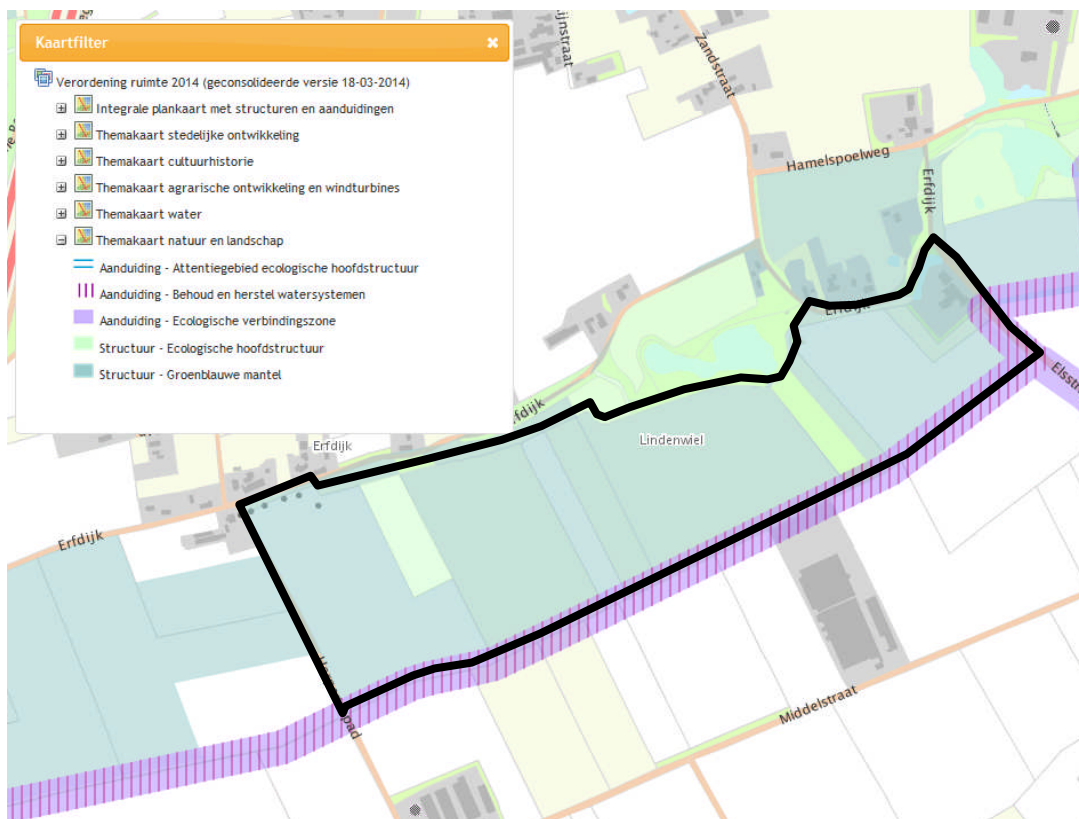 Kaartfilter
Verordening ruimte 2014 (geconsolideerde versie 18-03-2014)
Integrale plankaart met structuren en aanduidingen
Themakaart stedelijke ontwikkeling
Themakaart cultuurhistorie
Themakaart agrarische ontwikkeling en windturbines
Themakaart water
Themakaart natuur en landschap
Aanduiding - Attentiegebied ecologische hoofdstructuur
Aanduiding - Behoud en herstel watersystemen
Aanduiding - Ecologische verbindingszone
Structuur - Ecologische hoofdstructuur
Structuur - Groenblauwe mantel
Zandstraat
Hamelspoelweg
Erfdijk
Erfdijk
Erfdijk
Lindenwiel
Erfdijk
Erfdijk
Middelstraat